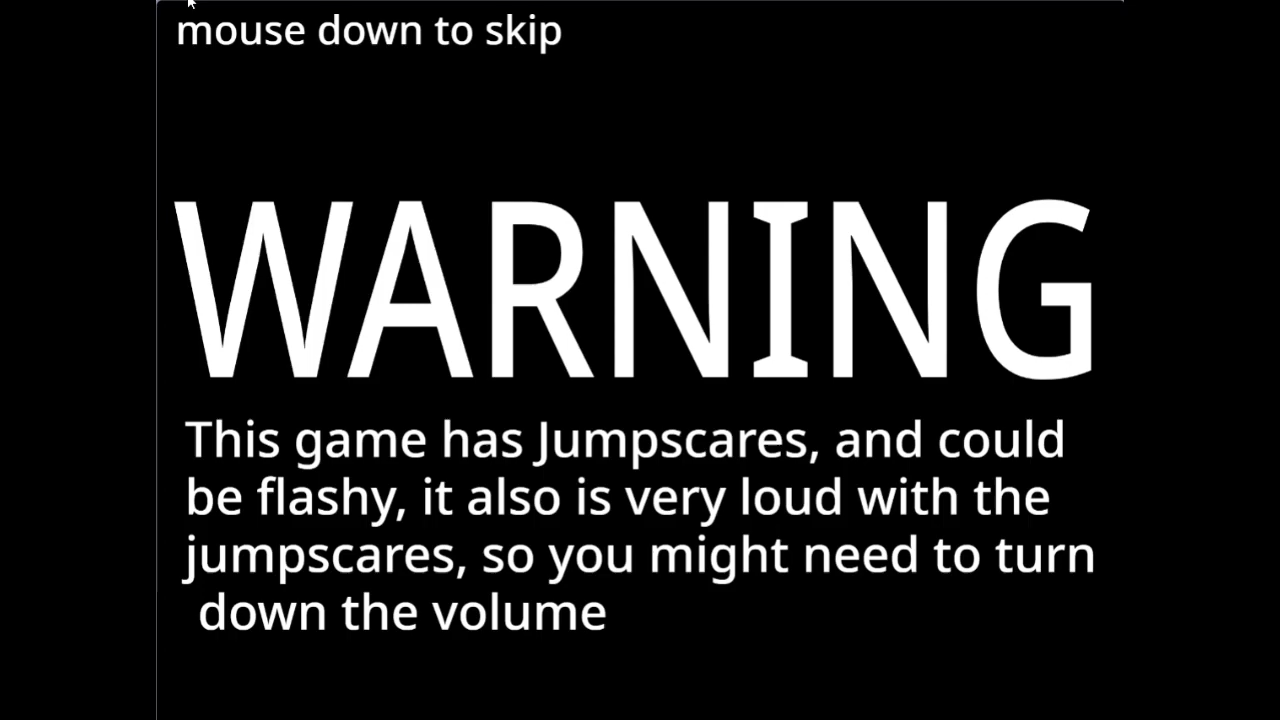 mouse down to skip
WARNING
This game has Jumpscares, and could
be flashy, it also is very loud with the
jumpscares, so you might need to turn
down the volume